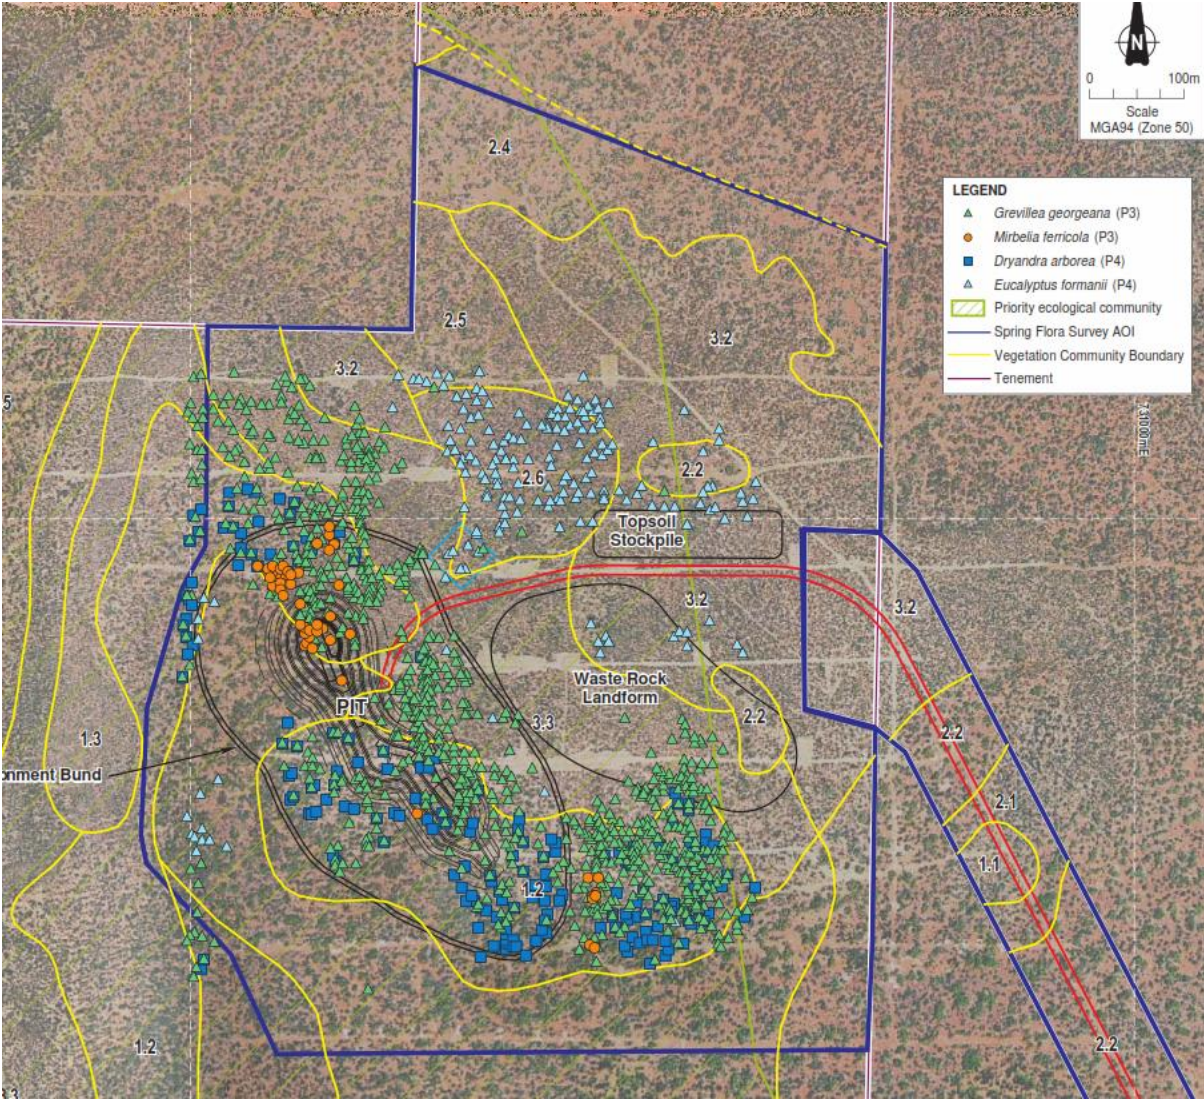 N
0 100m
Scale
MGA94 (Zone 50)
LEGEND
Grevillea georgeana (P3)
Mirbelia ferricola (P3)
Dryandra arborea (P4)
Eucalyptus formanii (P4)
Priority ecological community
Spring Flora Survey AOI
Vegetation Community Boundary
Tenement
2.4
2.5
3.2
3.2
5
2.6
2.2
Topsoil
Stockpile
3.2
3.2
Waste Rock
Landform
PIT
3.3
2.2
1.3
2.2
onment Bund
2.1
1.1
1.2
1.2
2.2
3.3